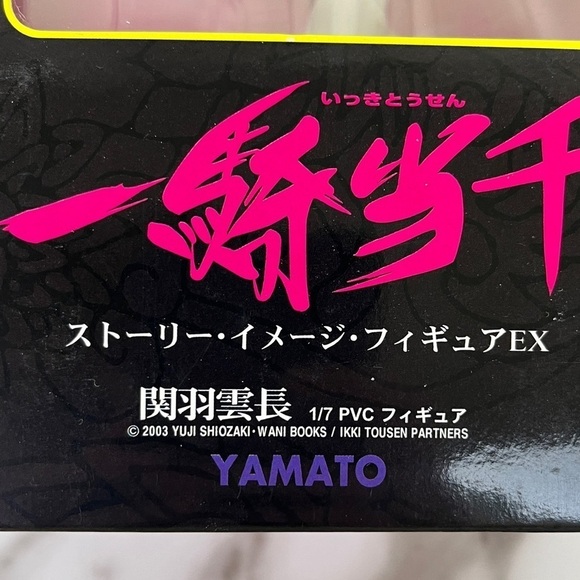 いっきとうせん
一騎当千
ストーリー・イメージ・フィギュアEX
関羽雲長 1/7 PVC フィギュア
© 2003 YUJI SHIOZAKI・WANI BOOKS / IKKI TOUSEN PARTNERS
YAMATO